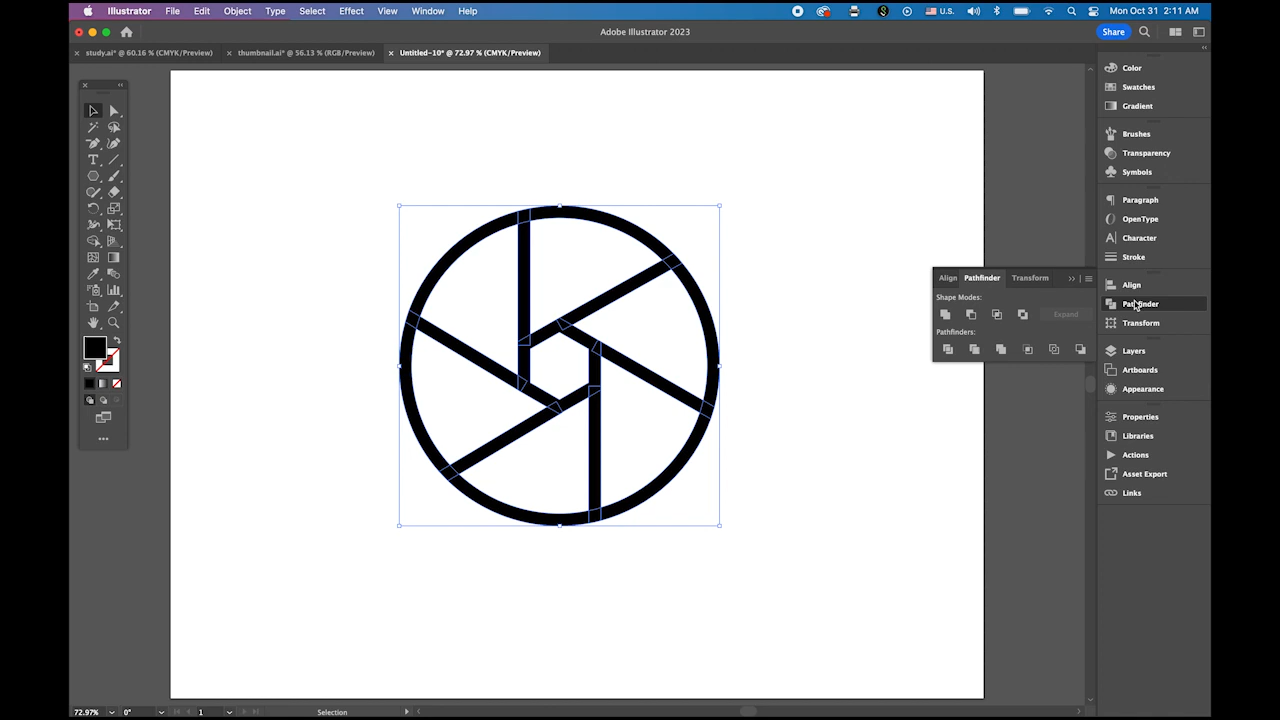 Illustrator File Edit Object Type Select Effect View Window Help U.S. Mon Oct 31 2:11 AM
Adobe Illustrator 2023 Share
study.ai* @ 60.16 % (CMYK/Preview) thumbnail.ai* @ 56.13 % (RGB/Preview) Untitled-10* @ 72.97 % (CMYK/Preview)
Color
Swatches
Gradient
Brushes
Transparency
Symbols
Paragraph
OpenType
Character
Stroke
Align Pathfinder Transform
Shape Modes:
Expand
Pathfinders:
Align
Pathfinder
Transform
Layers
Artboards
Appearance
Properties
Libraries
Actions
Asset Export
Links
72.97% 0° 1 Selection